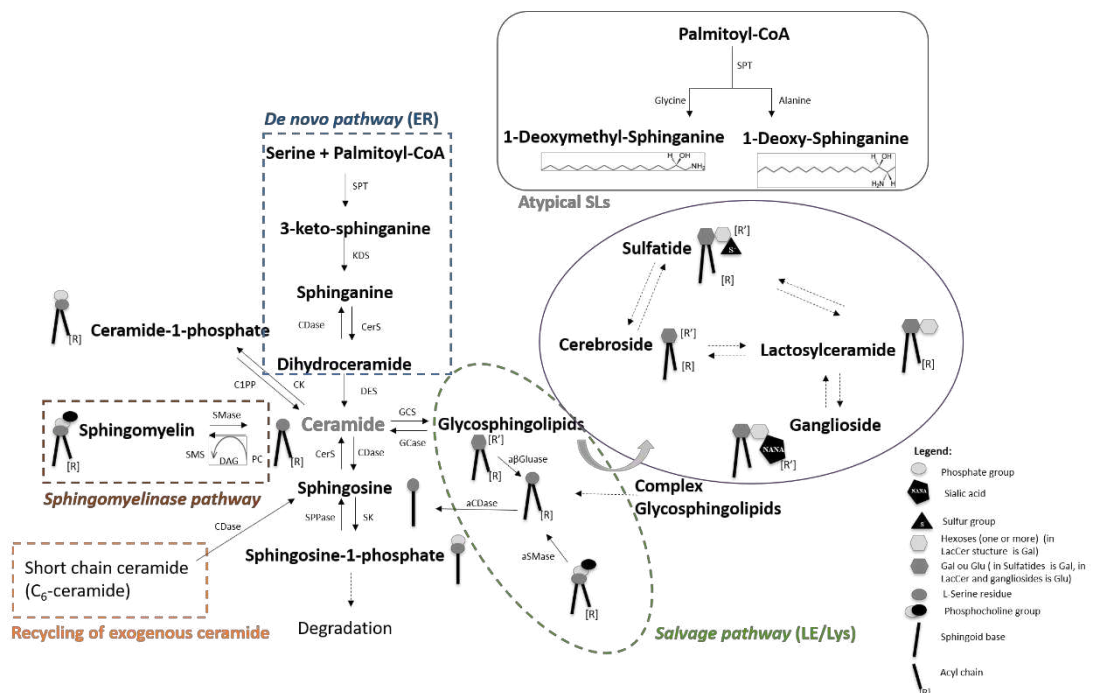 Palmitoyl-CoA
SPT
Glycine
Alanine
1-Deoxymethyl-Sphinganine
1-Deoxy-Sphinganine
H OH
NH₂
H OH
H₂N H
Atypical SLs
De novo pathway (ER)
Serine + Palmitoyl-CoA
SPT
3-keto-sphinganine
KDS
Sphinganine
CDase
CerS
Dihydroceramide
DES
Ceramide-1-phosphate
[R]
C1PP
CK
Sphingomyelin
[R]
SMase
SMS
DAG
PC
Sphingomyelinase pathway
Ceramide
[R]
GCS
GCase
CerS
CDase
Sphingosine
SPPase
SK
Sphingosine-1-phosphate
Degradation
CDase
Short chain ceramide
(C₆-ceramide)
Recycling of exogenous ceramide
Glycosphingolipids
[R']
[R]
aβGluase
[R]
aCDase
aSMase
[R]
Complex
Glycosphingolipids
Salvage pathway (LE/Lys)
Sulfatide
[R']
S-
[R]
Cerebroside
[R']
[R]
Lactosylceramide
[R]
Ganglioside
NANA
[R']
[R]
Legend:
Phosphate group
NANA
Sialic acid
S
Sulfur group
Hexoses (one or more) (in
LacCer stucture is Gal)
Gal ou Glu ( in Sulfatides is Gal, in
LacCer and gangliosides is Glu)
L-Serine residue
Phosphocholine group
Sphingoid base
Acyl chain
[R]